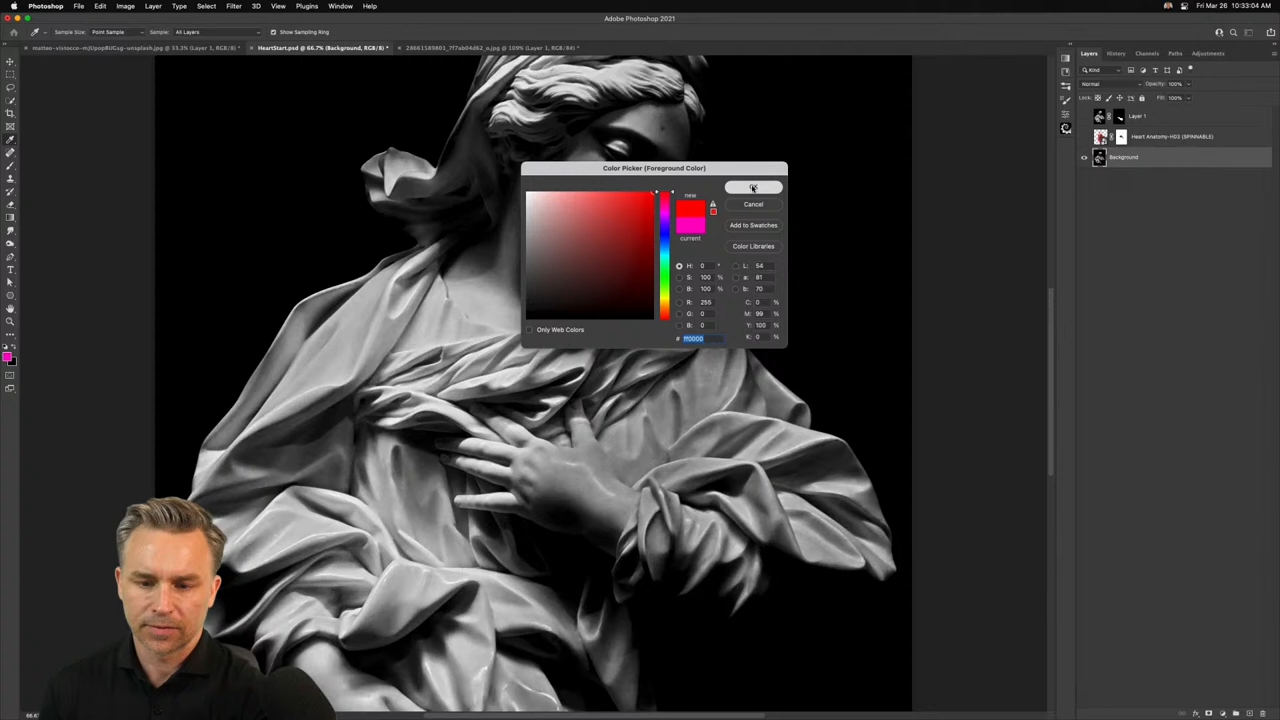 Photoshop File Edit Image Layer Type Select Filter 3D View Plugins Window Help
Fri Mar 26 10:33:04 AM
Adobe Photoshop 2021
Sample Size: Point Sample Sample: All Layers Show Sampling Ring
HeartStart.psd @ 66.7% (Background, RGB/8) *
Layers History Channels Paths Adjustments
Kind
Normal Opacity: 100%
Lock: Fill: 100%
Layer 1
Heart Anatomy-H03 (SPINNABLE)
Background
Color Picker (Foreground Color)
new
current
OK
Cancel
Add to Swatches
Color Libraries
H: 0 °
S: 100 %
B: 100 %
R: 255
G: 0
B: 0
# ff0000
L: 54
a: 81
b: 70
C: 0 %
M: 99 %
Y: 100 %
K: 0 %
Only Web Colors